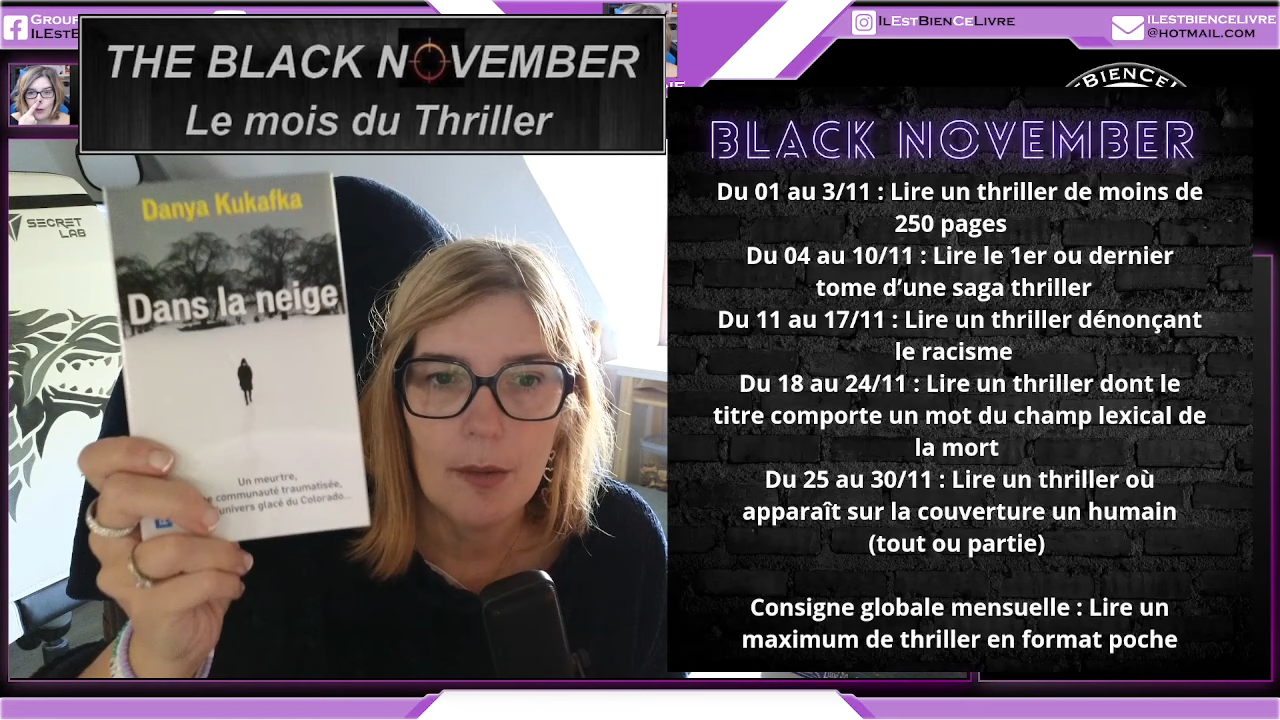 GROUP
ILESTB
ILESTBIENCELIVRE
ILESTBIENCELIVRE
@HOTMAIL.COM
THE BLACK NOVEMBER
Le mois du Thriller
BIENCE
BLACK NOVEMBER
Du 01 au 3/11 : Lire un thriller de moins de
250 pages
Du 04 au 10/11 : Lire le 1er ou dernier
tome d’une saga thriller
Du 11 au 17/11 : Lire un thriller dénonçant
le racisme
Du 18 au 24/11 : Lire un thriller dont le
titre comporte un mot du champ lexical de
la mort
Du 25 au 30/11 : Lire un thriller où
apparaît sur la couverture un humain
(tout ou partie)
Consigne globale mensuelle : Lire un
maximum de thriller en format poche
SECRET
LAB
Danya Kukafka
Dans la neige
Un meurtre,
ne communauté traumatisée,
l'univers glacé du Colorado...